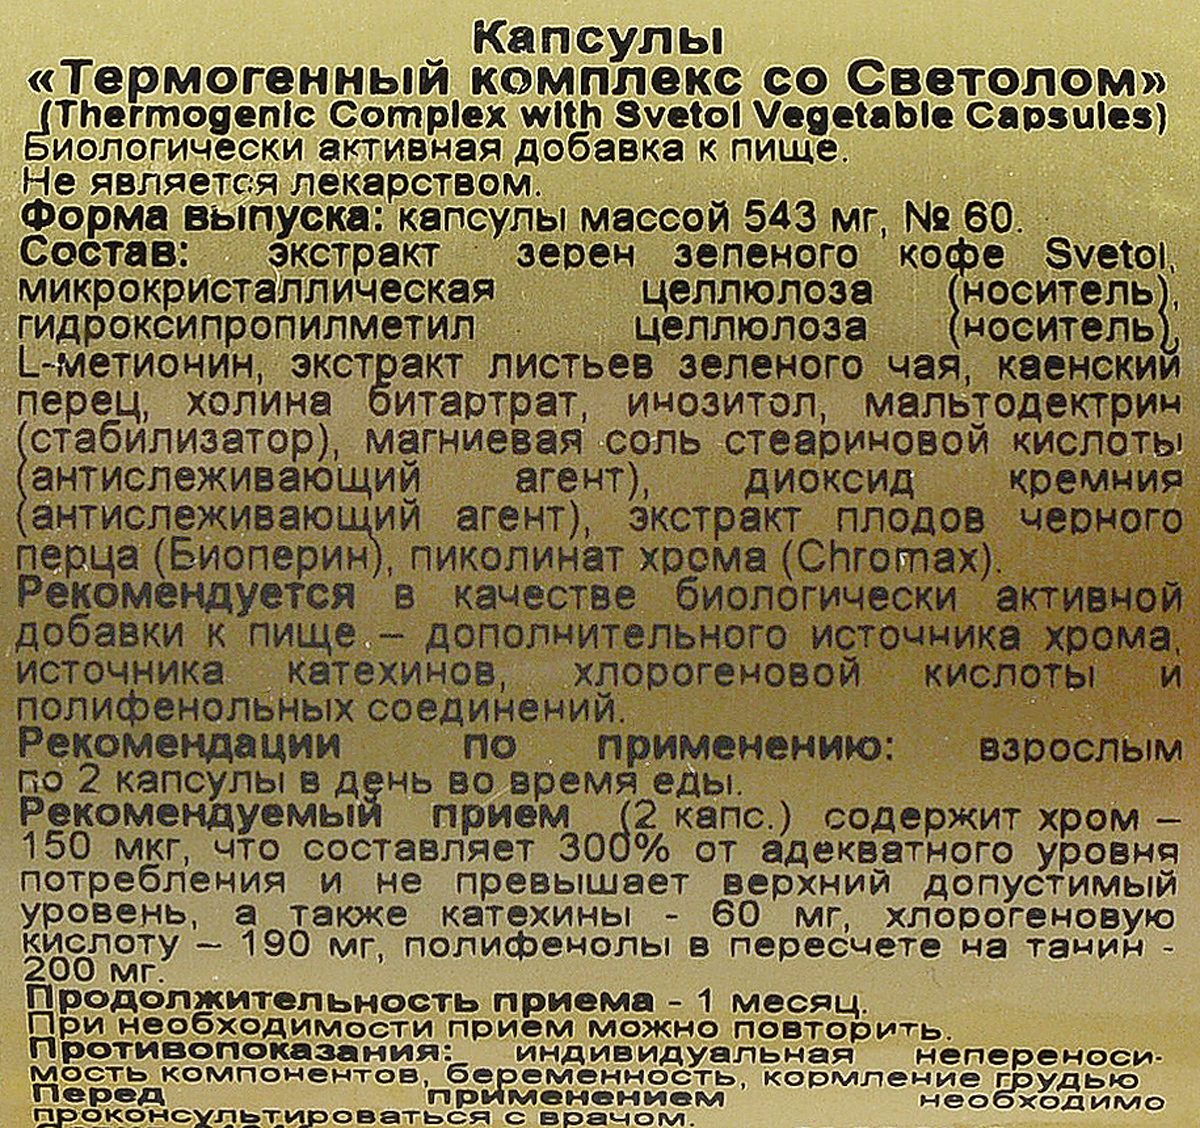 Капсулы
«Термогенный комплекс со Светолом»
(Thermogenic Complex with Svetol Vegetable Capsules)
Биологически активная добавка к пище.
Не является лекарством.
Форма выпуска: капсулы массой 543 мг, № 60.
Состав: экстракт зерен зеленого кофе Svetol,
микрокристаллическая целлюлоза (носитель),
гидроксипропилметил целлюлоза (носитель),
L-метионин, экстракт листьев зеленого чая, каенский
перец, холина битартрат, инозитол, мальтодектрин
(стабилизатор), магниевая соль стеариновой кислоты
(антислеживающий агент), диоксид кремния
(антислеживающий агент), экстракт плодов черного
перца (Биоперин), пиколинат хрома (Chromax).
Рекомендуется в качестве биологически активной
добавки к пище – дополнительного источника хрома,
источника катехинов, хлорогеновой кислоты и
полифенольных соединений.
Рекомендации по применению: взрослым
по 2 капсулы в день во время еды.
Рекомендуемый прием (2 капс.) содержит хром –
150 мкг, что составляет 300% от адекватного уровня
потребления и не превышает верхний допустимый
уровень, а также катехины - 60 мг, хлорогеновую
кислоту – 190 мг, полифенолы в пересчете на танин -
200 мг.
Продолжительность приема - 1 месяц.
При необходимости прием можно повторить.
Противопоказания: индивидуальная непереноси-
мость компонентов, беременность, кормление грудью
Перед применением необходимо
проконсультироваться с врачом.